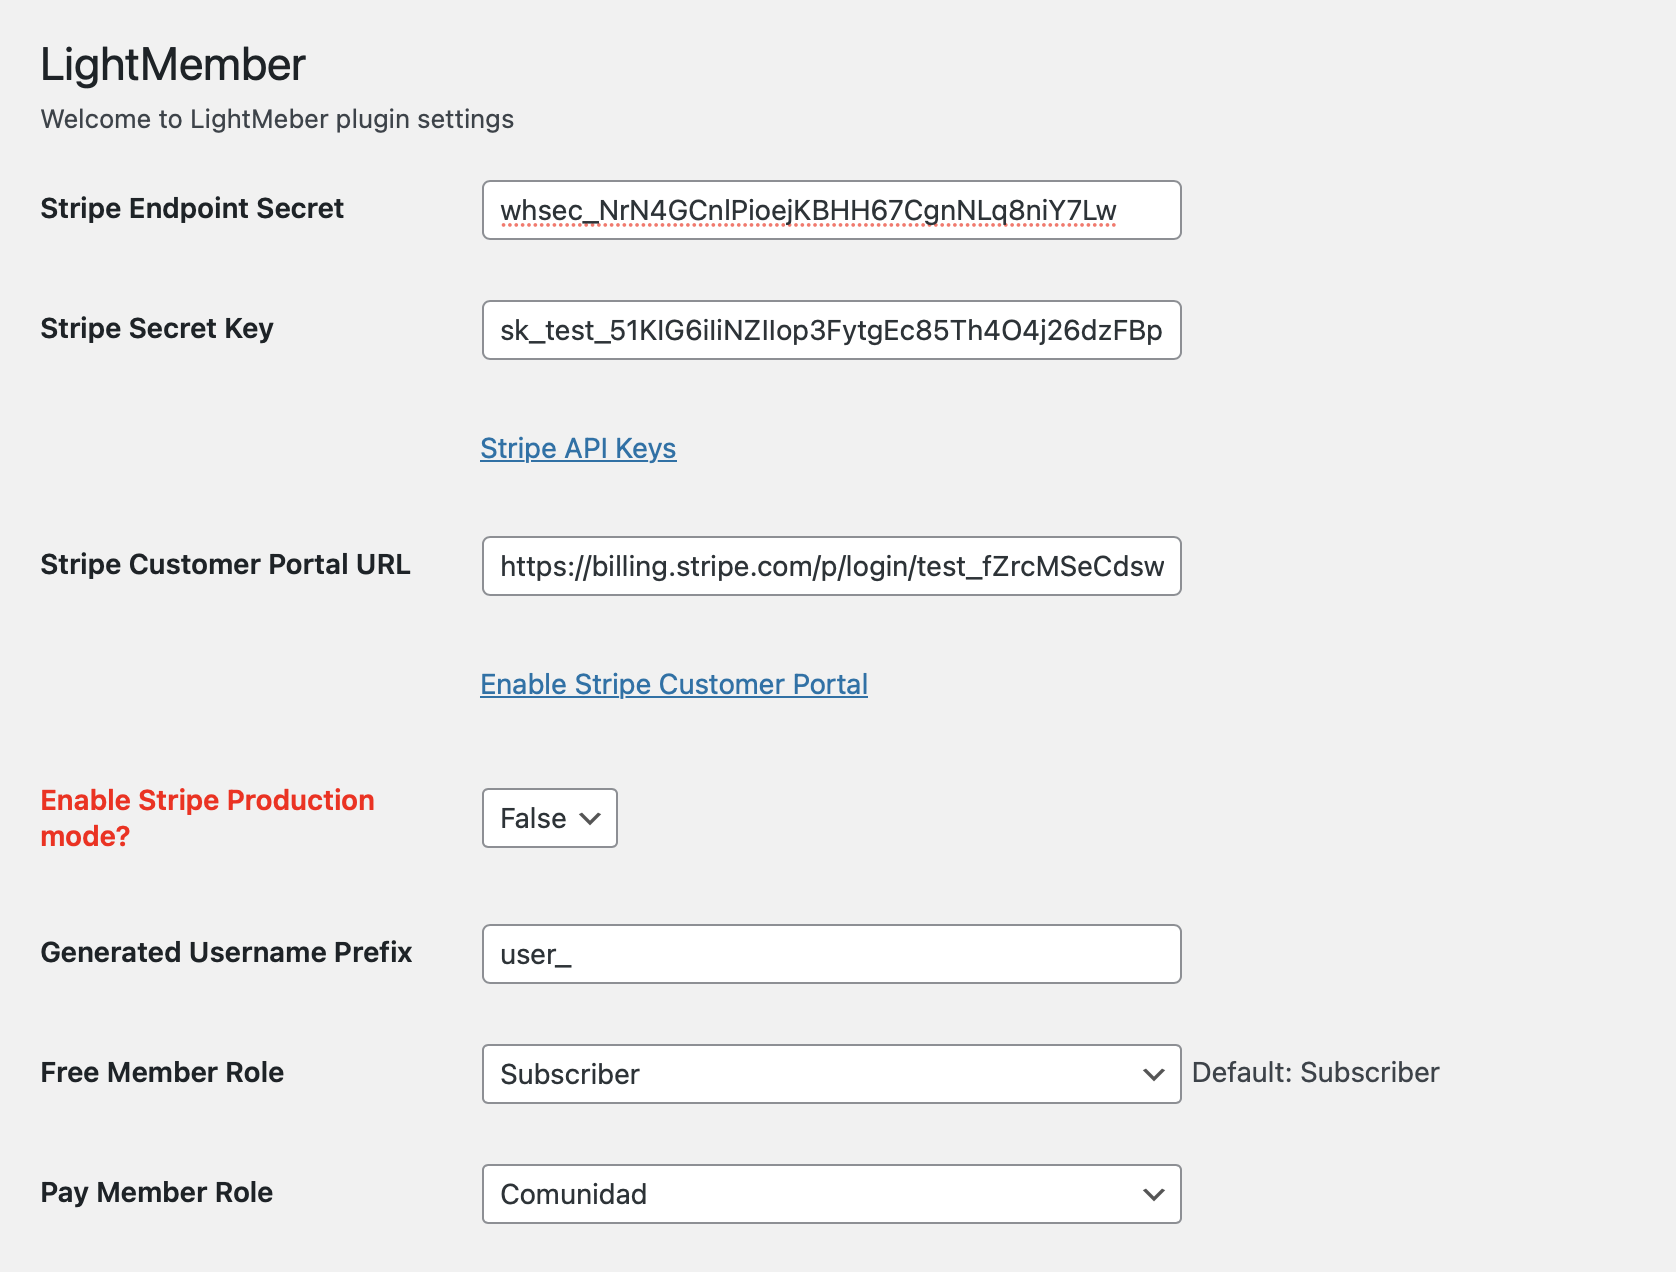 LightMember
Welcome to LightMeber plugin settings
Stripe Endpoint Secret
whsec_NrN4GCnlPioejKBHH67CgnNLq8niY7Lw
Stripe Secret Key
sk_test_51KIG6iIiNZIIop3FytgEc85Th4O4j26dzFBp
Stripe API Keys
Stripe Customer Portal URL
https://billing.stripe.com/p/login/test_fZrcMSeCdsw
Enable Stripe Customer Portal
Enable Stripe Production
mode?
False
Generated Username Prefix
user_
Free Member Role
Subscriber
Default: Subscriber
Pay Member Role
Comunidad